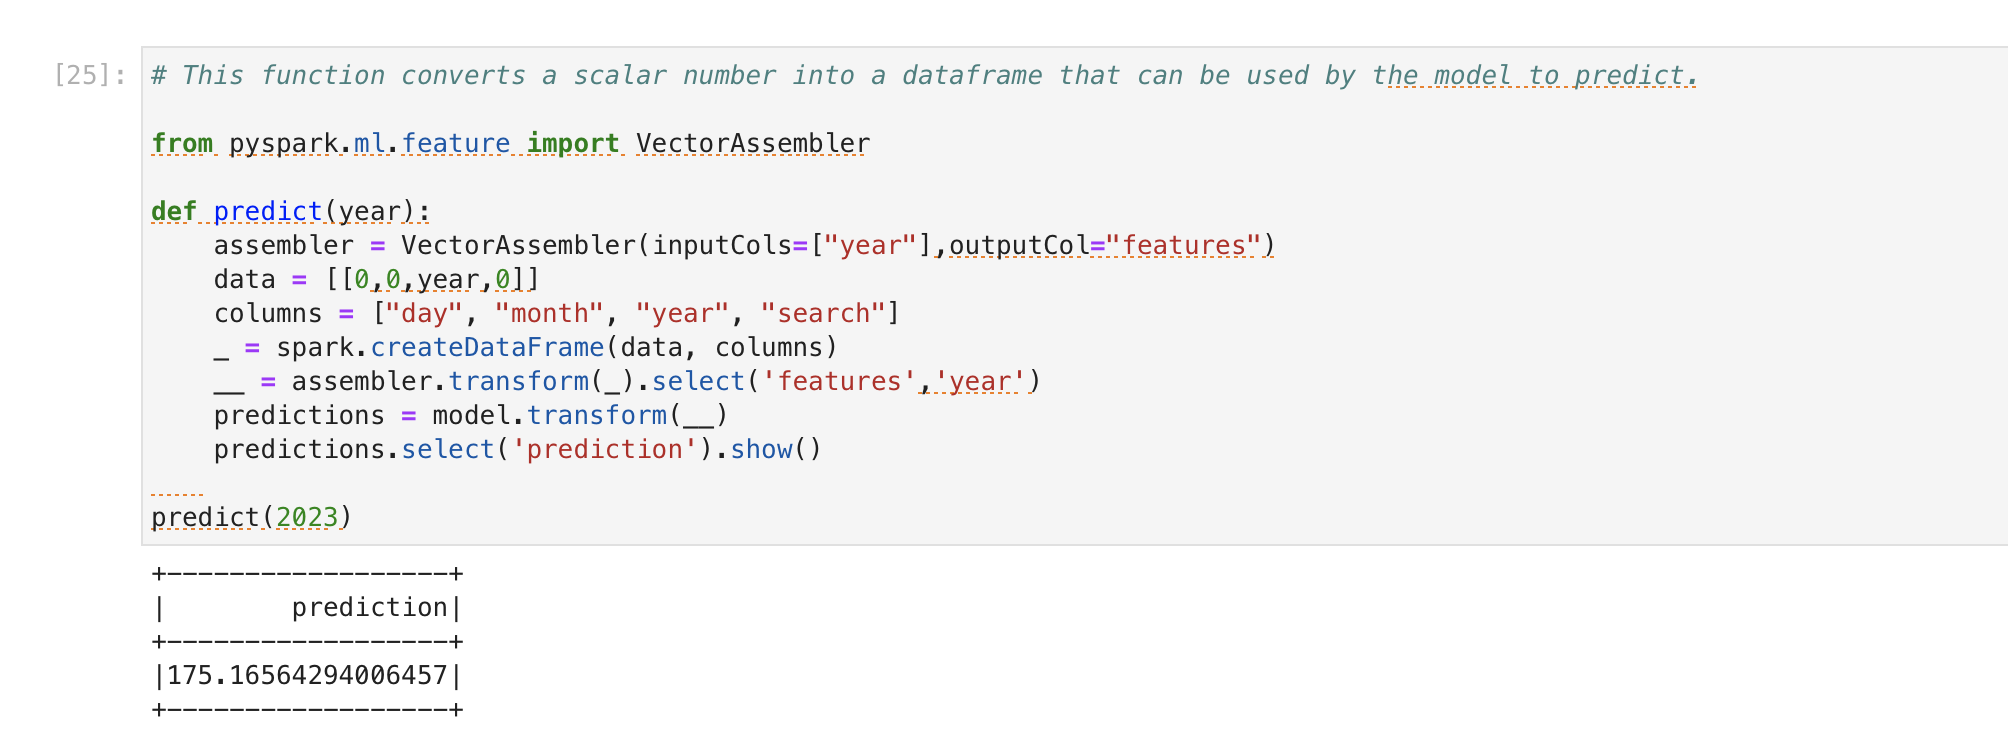 [25]: # This function converts a scalar number into a dataframe that can be used by the model to predict.
from pyspark.ml.feature import VectorAssembler
def predict(year):
    assembler = VectorAssembler(inputCols=["year"],outputCol="features")
    data = [[0,0,year,0]]
    columns = ["day", "month", "year", "search"]
    _ = spark.createDataFrame(data, columns)
    __ = assembler.transform(_).select('features','year')
    predictions = model.transform(__)
    predictions.select('prediction').show()
predict(2023)
+------------------+
|        prediction|
+------------------+
|175.16564294006457|
+------------------+